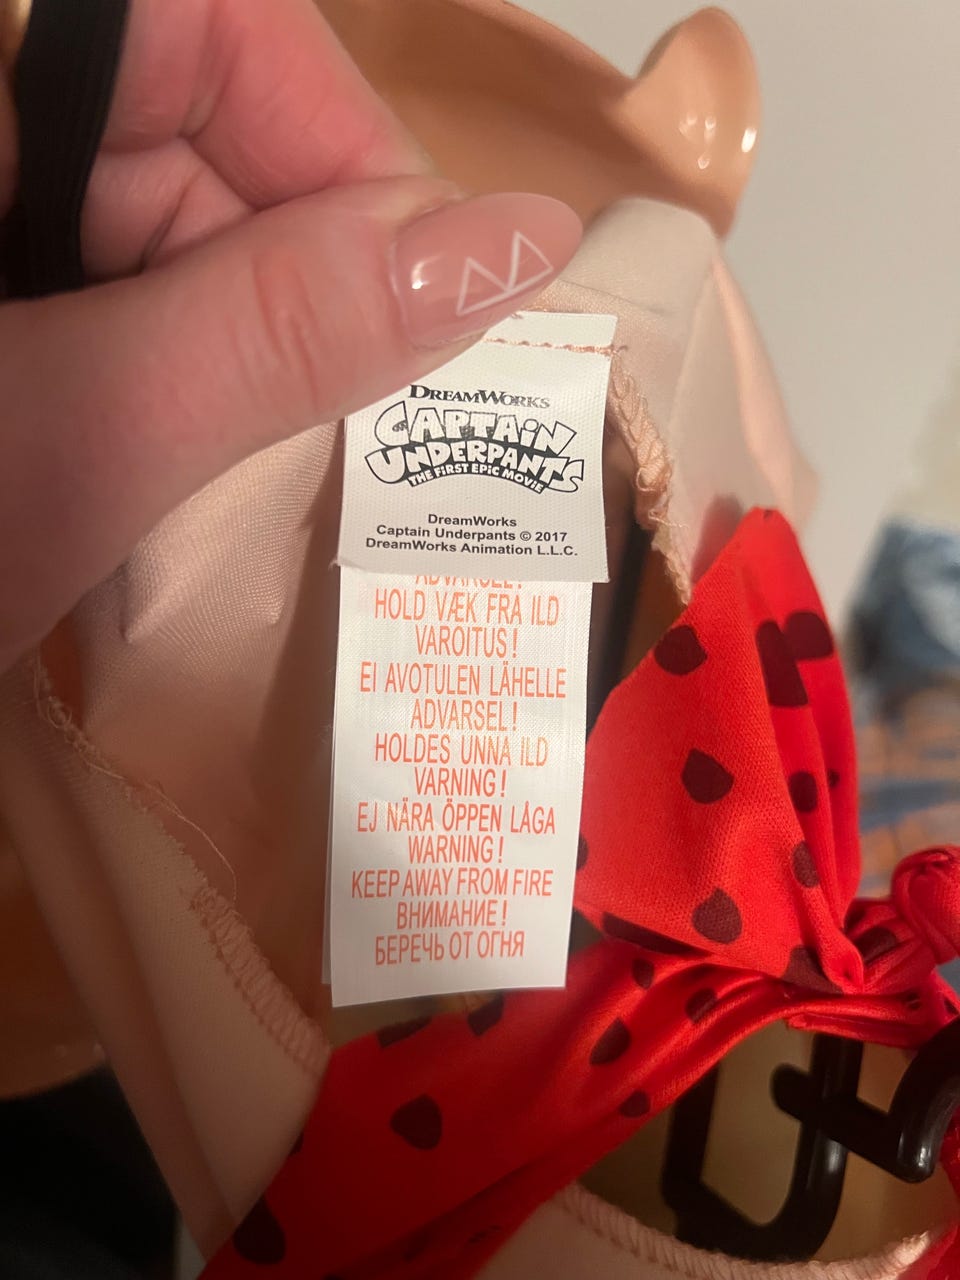 DREAMWORKS
CAPTAIN
UNDERPANTS
THE FIRST EPIC MOVIE
DreamWorks
Captain Underpants © 2017
DreamWorks Animation L.L.C.
ADVARSEL!
HOLD VÆK FRA ILD
VAROITUS!
EI AVOTULEN LÄHELLE
ADVARSEL!
HOLDES UNNA ILD
VARNING!
EJ NÄRA ÖPPEN LÅGA
WARNING!
KEEP AWAY FROM FIRE
ВНИМАНИЕ!
БЕРЕЧЬ ОТ ОГНЯ